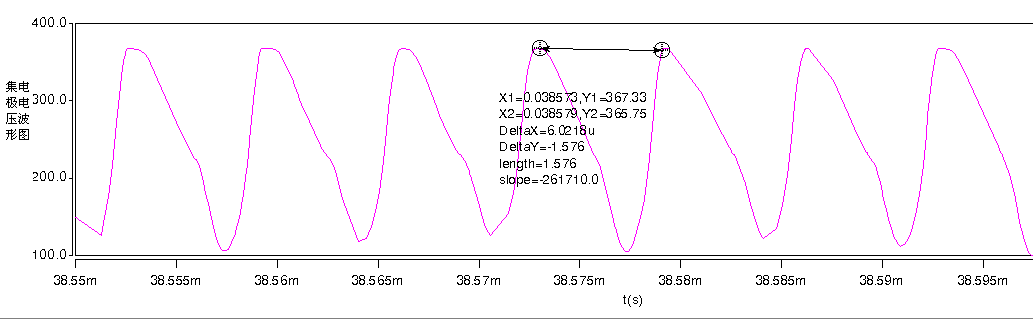 400.0
集电
极电
压波
形图
300.0
X1=0.038573,Y1=367.33
X2=0.038579,Y2=365.75
DeltaX=6.0218u
DeltaY=-1.576
length=1.576
slope=-261710.0
200.0
100.0
38.55m 38.555m 38.56m 38.565m 38.57m 38.575m 38.58m 38.585m 38.59m 38.595m
t(s)